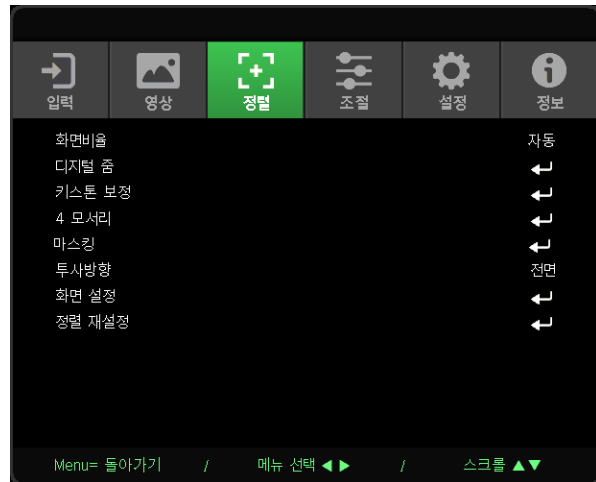 입력 영상 정렬 조절 설정 정보
화면비율 자동
디지털 줌
키스톤 보정
4 모서리
마스킹
투사방향 전면
화면 설정
정렬 재설정
Menu= 돌아가기 / 메뉴 선택 ◀ ▶ / 스크롤 ▲▼